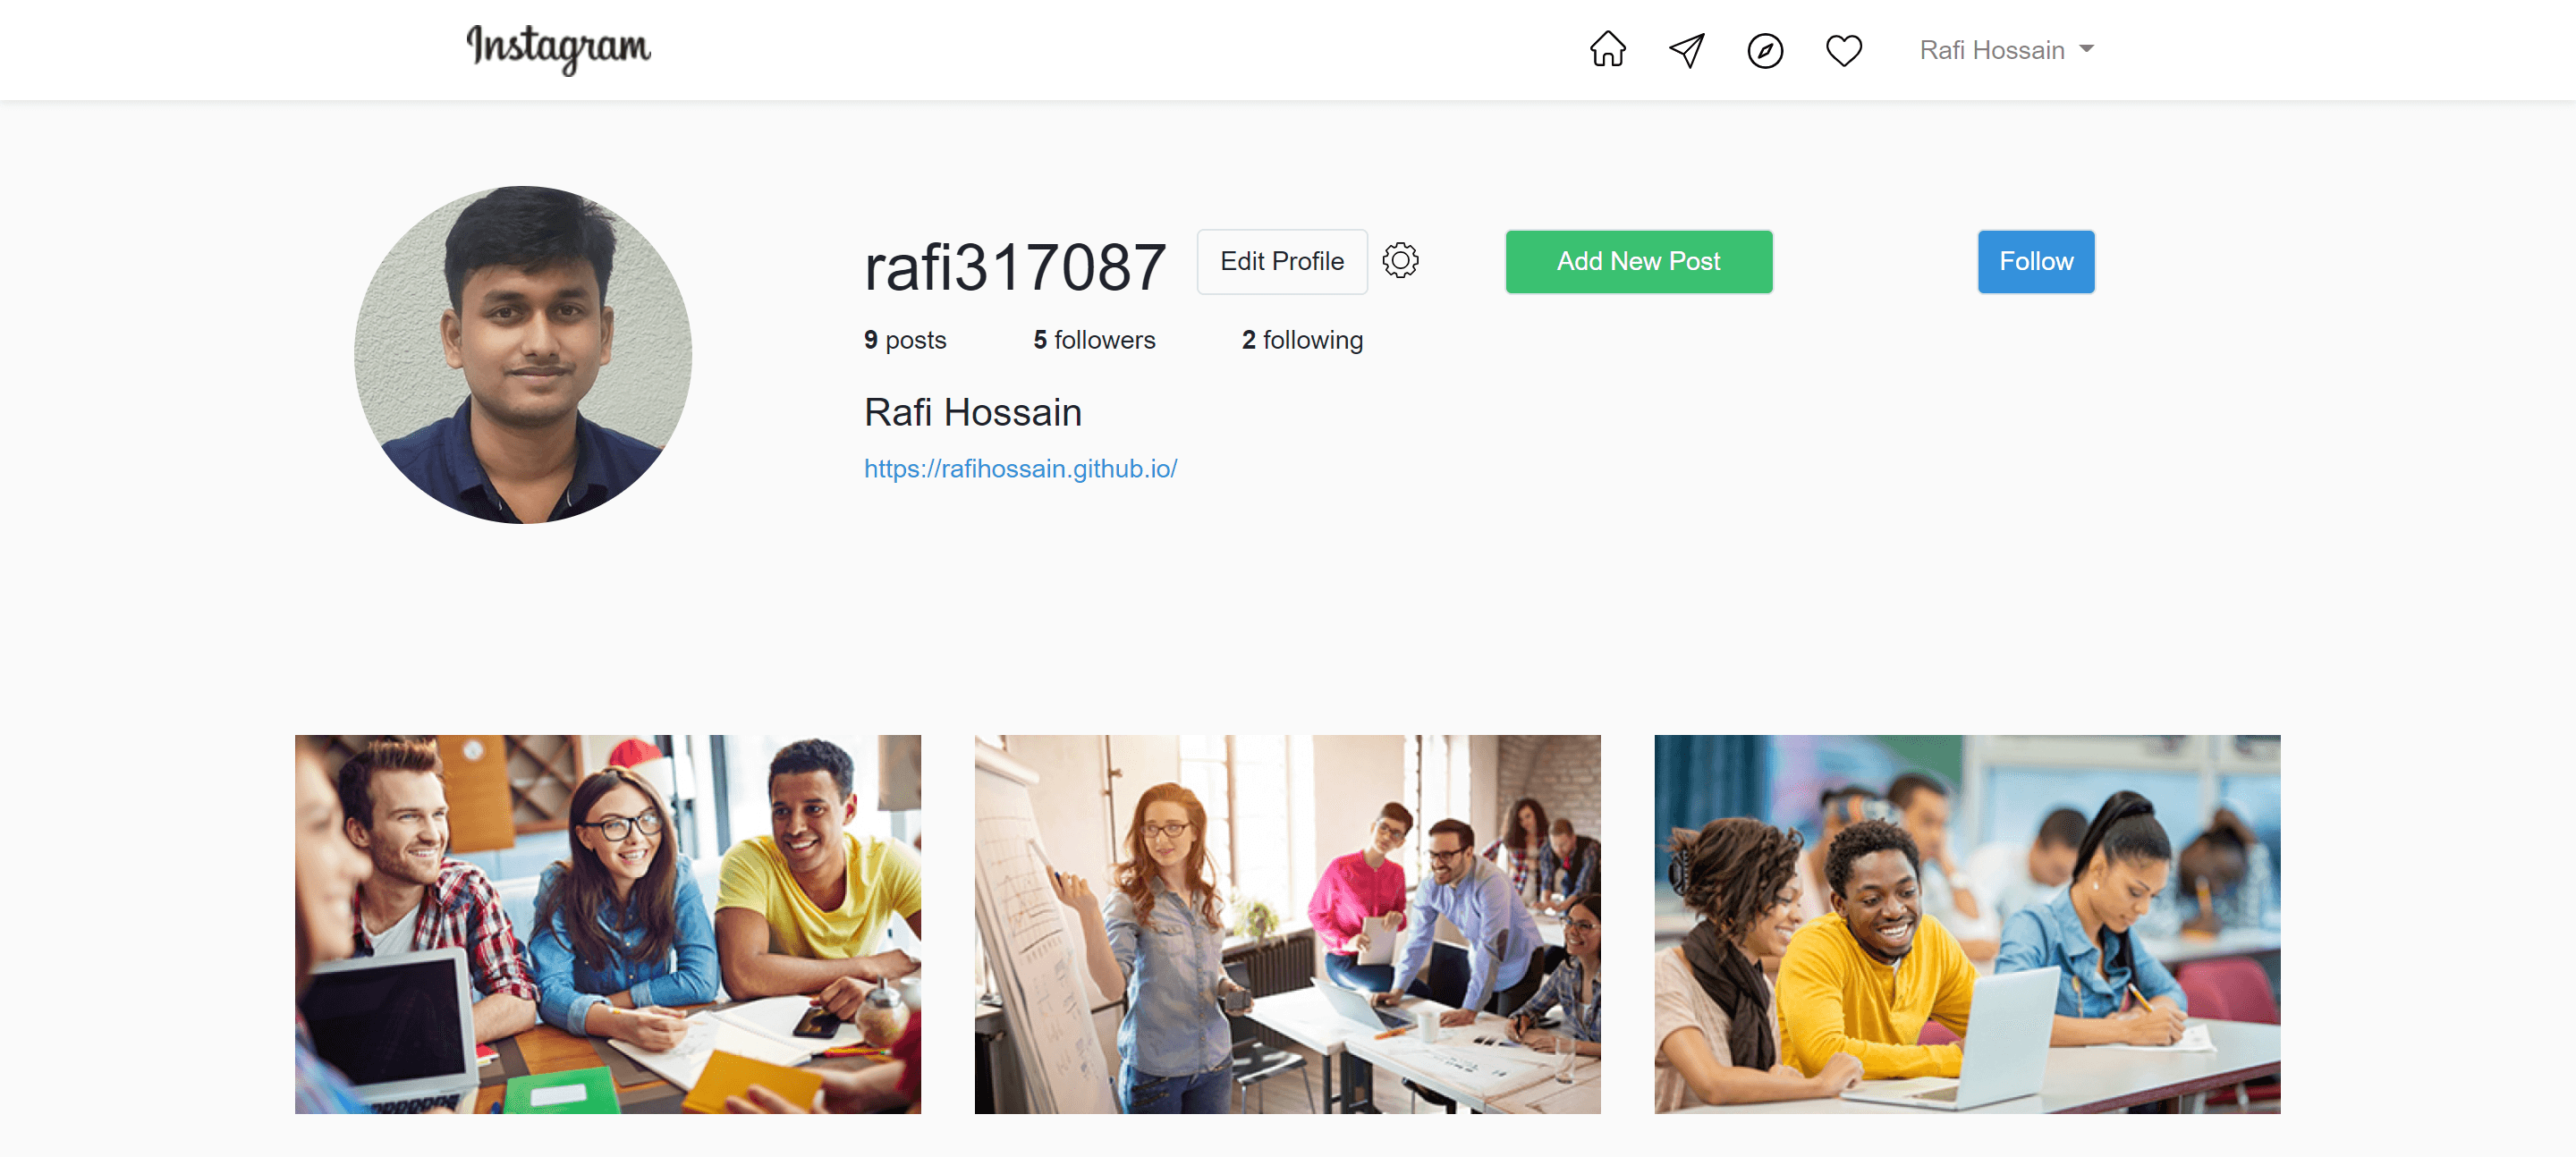 Instagram
Rafi Hossain
rafi317087 Edit Profile Add New Post Follow
9 posts 5 followers 2 following
Rafi Hossain
https://rafihossain.github.io/